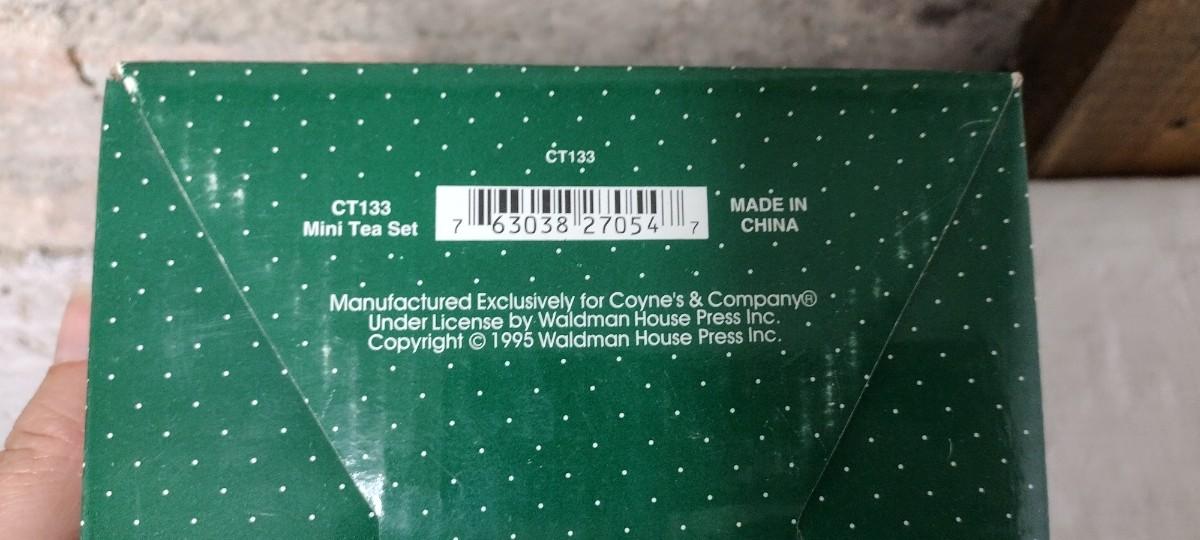 CT133
CT133
Mini Tea Set
7 63038 27054 7
MADE IN
CHINA
Manufactured Exclusively for Coyne's & Company®
Under License by Waldman House Press Inc.
Copyright © 1995 Waldman House Press Inc.